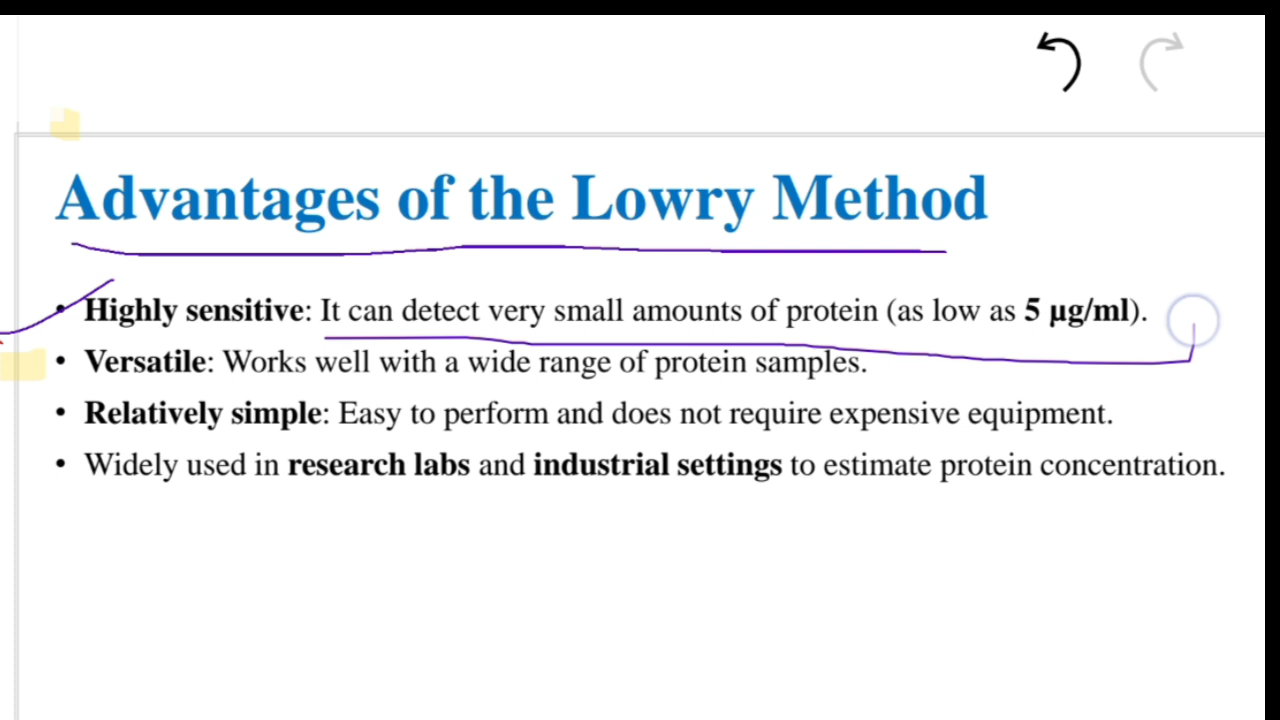 Advantages of the Lowry Method
• Highly sensitive: It can detect very small amounts of protein (as low as 5 µg/ml).
• Versatile: Works well with a wide range of protein samples.
• Relatively simple: Easy to perform and does not require expensive equipment.
• Widely used in research labs and industrial settings to estimate protein concentration.